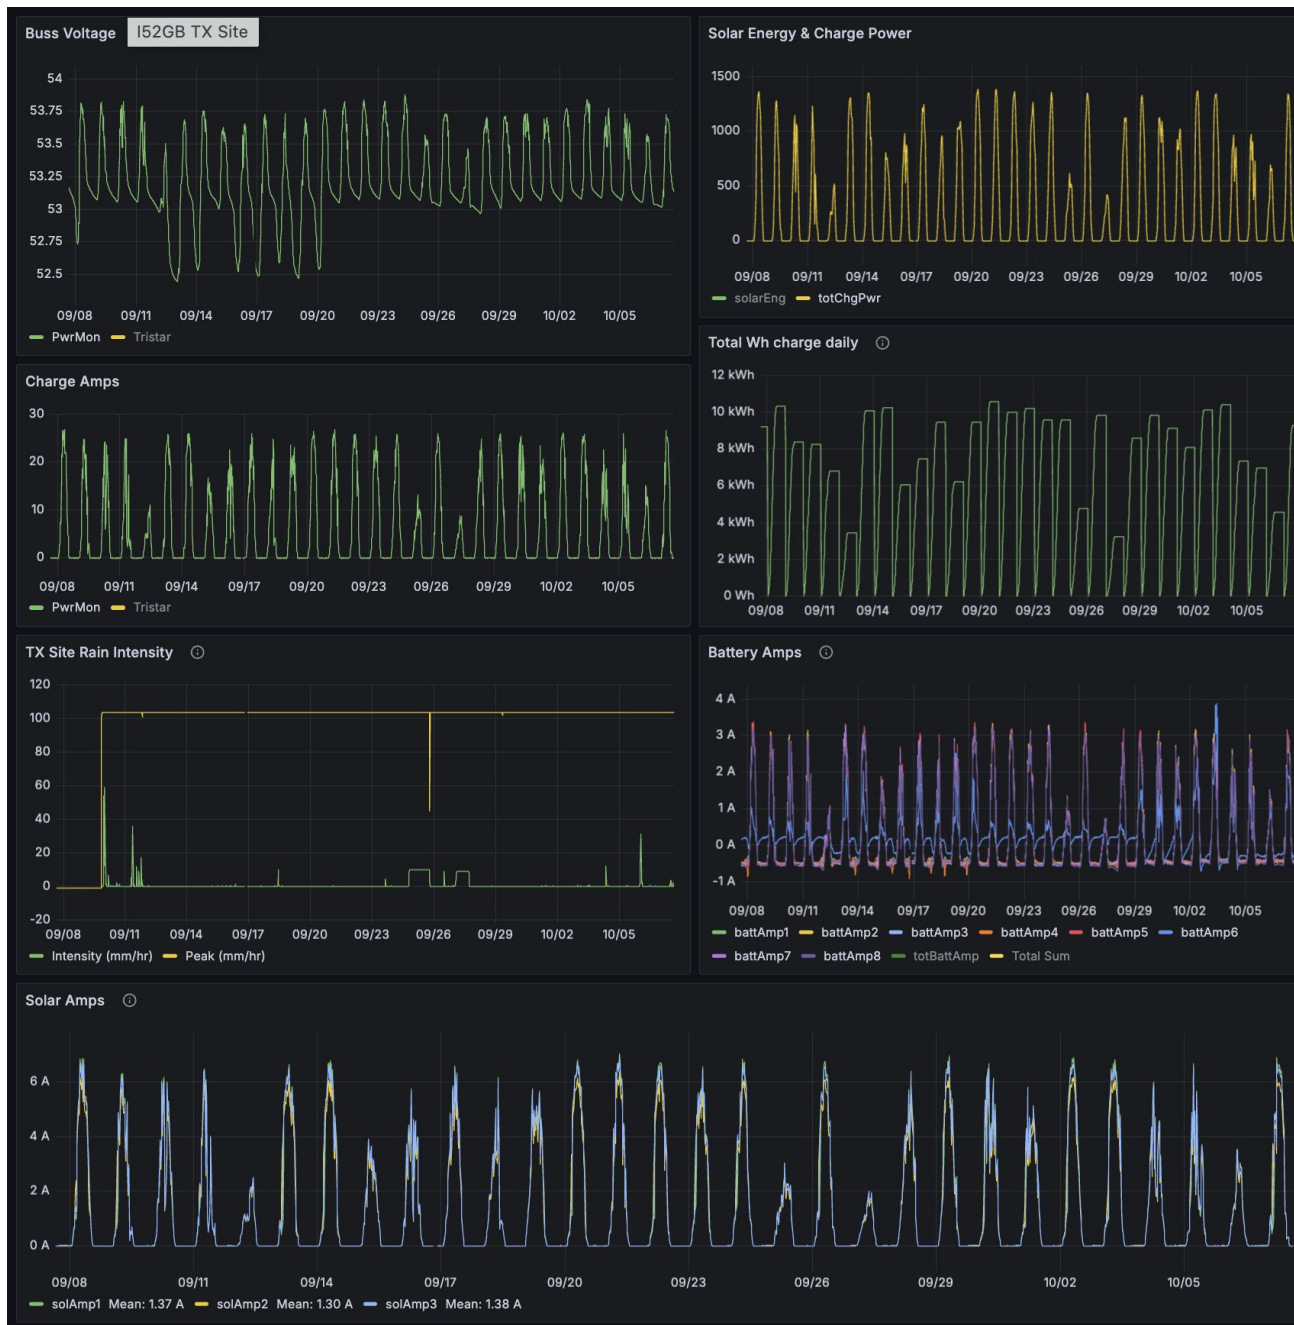 Buss Voltage I52GB TX Site
54
53.75
53.5
53.25
53
52.75
52.5
09/08 09/11 09/14 09/17 09/20 09/23 09/26 09/29 10/02 10/05
PwrMon Tristar
Solar Energy & Charge Power
1500
1000
500
0
09/08 09/11 09/14 09/17 09/20 09/23 09/26 09/29 10/02 10/05
solarEng totChgPwr
Charge Amps
30
20
10
0
09/08 09/11 09/14 09/17 09/20 09/23 09/26 09/29 10/02 10/05
PwrMon Tristar
Total Wh charge daily
12 kWh
10 kWh
8 kWh
6 kWh
4 kWh
2 kWh
0 Wh
09/08 09/11 09/14 09/17 09/20 09/23 09/26 09/29 10/02 10/05
TX Site Rain Intensity
120
100
80
60
40
20
0
-20
09/08 09/11 09/14 09/17 09/20 09/23 09/26 09/29 10/02 10/05
Intensity (mm/hr) Peak (mm/hr)
Battery Amps
4 A
3 A
2 A
1 A
0 A
-1 A
09/08 09/11 09/14 09/17 09/20 09/23 09/26 09/29 10/02 10/05
battAmp1 battAmp2 battAmp3 battAmp4 battAmp5 battAmp6
battAmp7 battAmp8 totBattAmp Total Sum
Solar Amps
6 A
4 A
2 A
0 A
09/08 09/11 09/14 09/17 09/20 09/23 09/26 09/29 10/02 10/05
solAmp1 Mean: 1.37 A solAmp2 Mean: 1.30 A solAmp3 Mean: 1.38 A